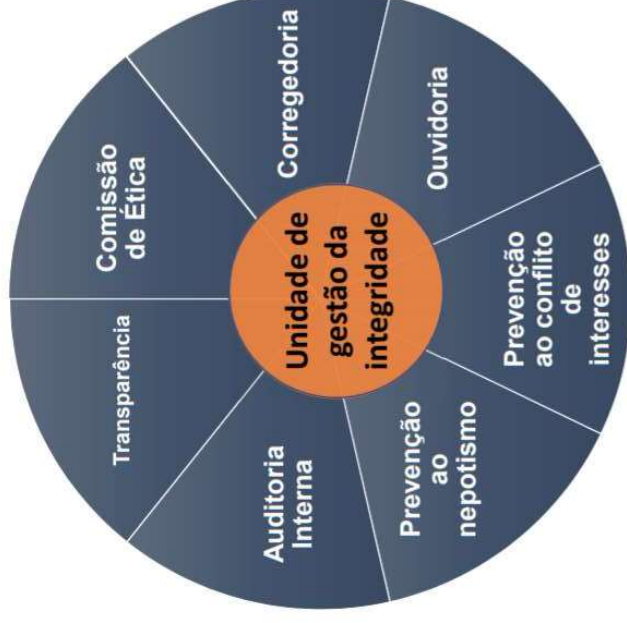 Unidade de
gestão da
integridade
Comissão
de Ética
Corregedoria
Ouvidoria
Prevenção
ao conflito
de
interesses
Prevenção
ao
nepotismo
Auditoria
Interna
Transparência